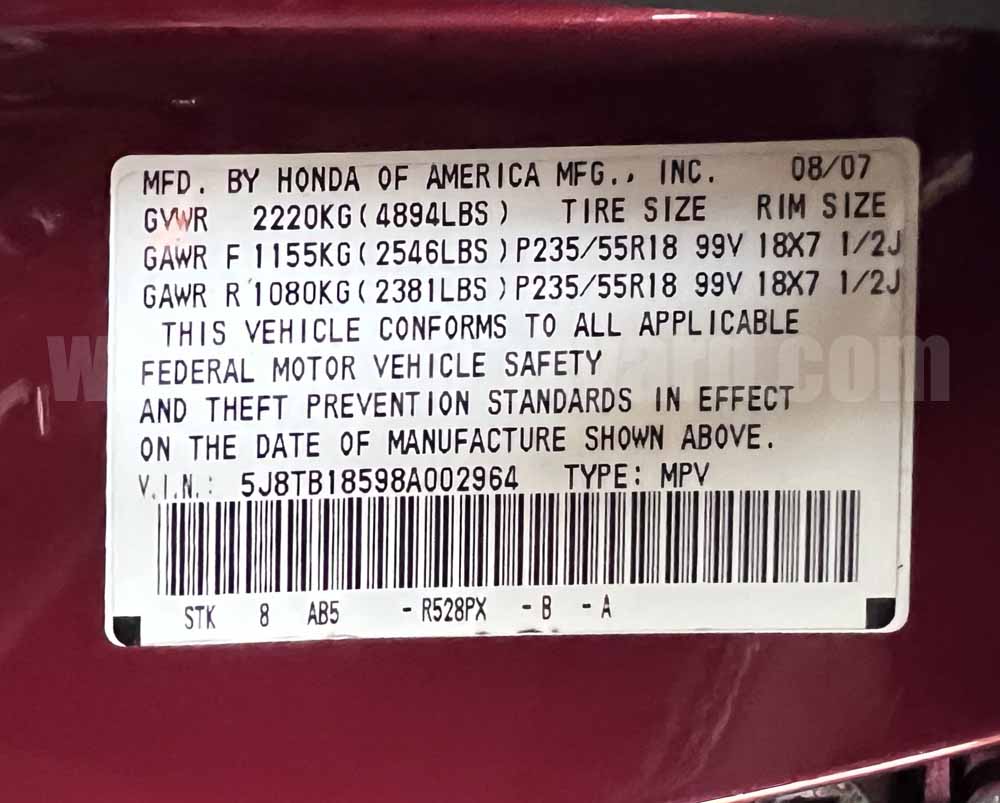 MFD. BY HONDA OF AMERICA MFG., INC. 08/07
GVWR 2220KG(4894LBS) TIRE SIZE RIM SIZE
GAWR F 1155KG(2546LBS)P235/55R18 99V 18X7 1/2J
GAWR R 1080KG(2381LBS)P235/55R18 99V 18X7 1/2J
THIS VEHICLE CONFORMS TO ALL APPLICABLE
FEDERAL MOTOR VEHICLE SAFETY
AND THEFT PREVENTION STANDARDS IN EFFECT
ON THE DATE OF MANUFACTURE SHOWN ABOVE.
V.I.N.: 5J8TB18598A002964 TYPE: MPV
STK 8 AB5 -R528PX -B -A